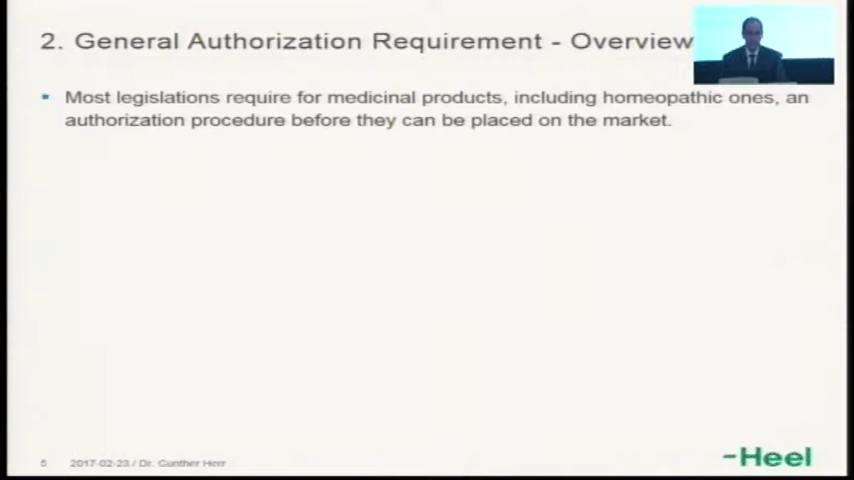 2. General Authorization Requirement - Overview
Most legislations require for medicinal products, including homeopathic ones, an
authorization procedure before they can be placed on the market.
6 2017-02-23 / Dr. Gunther Herr
-Heel